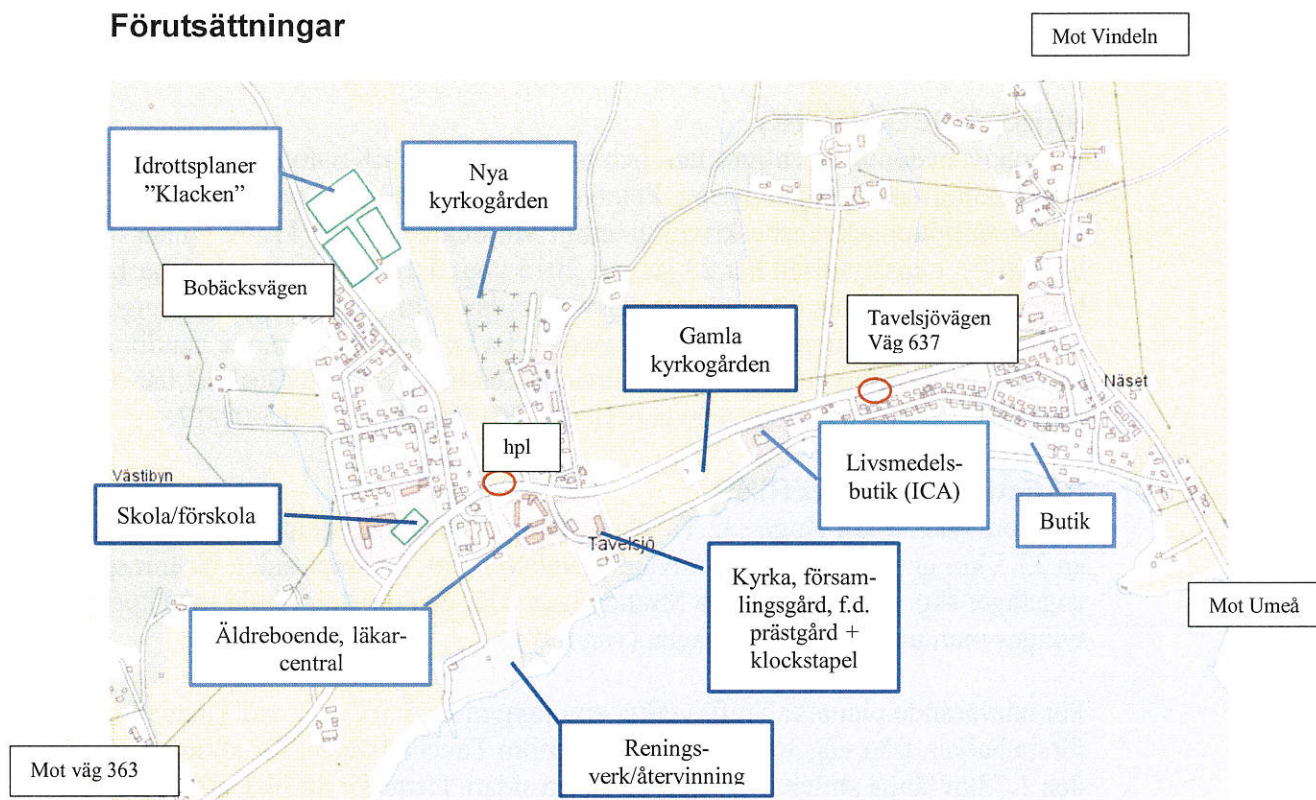 Förutsättningar
Mot Vindeln
Idrottsplaner
”Klacken”
Nya
kyrkogården
Bobäcksvägen
Gamla
kyrkogården
Tavelsjövägen
Väg 637
Näset
hpl
Västibyn
Livsmedels-
butik (ICA)
Skola/förskola
Butik
Tavelsjö
Kyrka, försam-
lingsgård, f.d.
prästgård +
klockstapel
Mot Umeå
Äldreboende, läkar-
central
Renings-
verk/återvinning
Mot väg 363